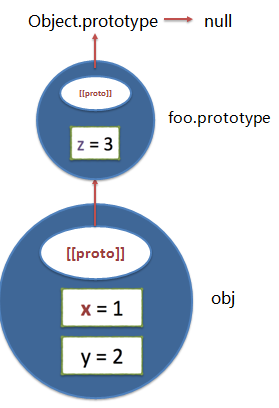 Object.prototype null
[[proto]]
z = 3
foo.prototype
[[proto]]
x = 1
y = 2
obj